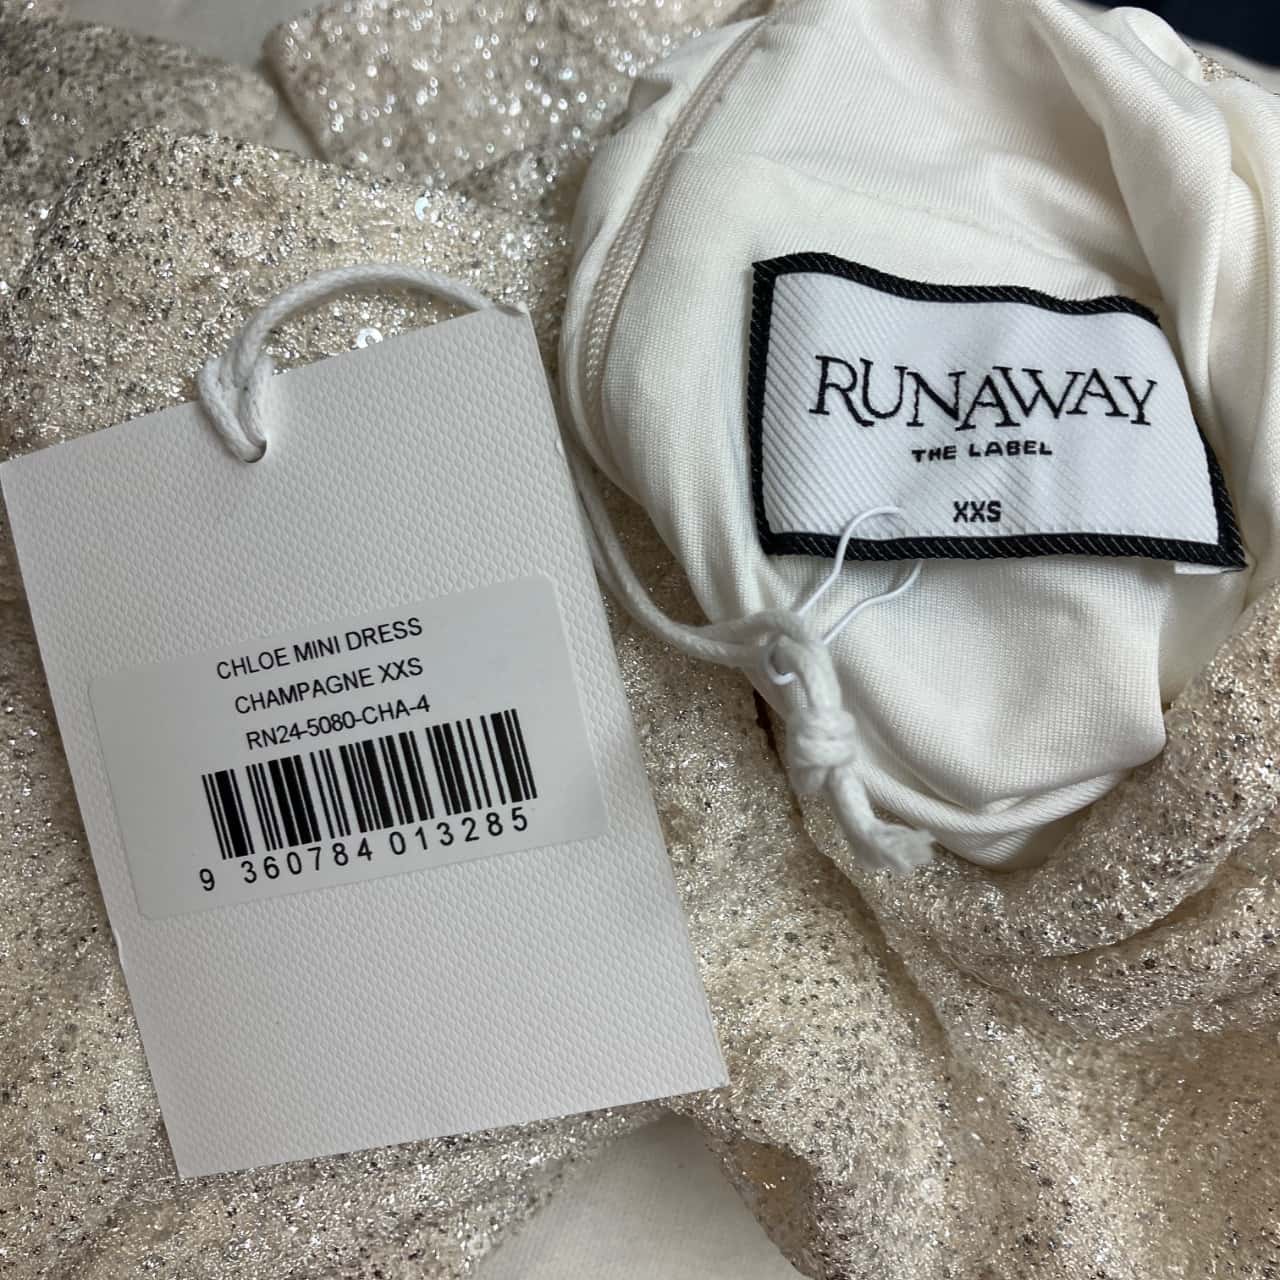 CHLOE MINI DRESS
CHAMPAGNE XXS
RN24-5080-CHA-4
9 360784 013285
RUNAWAY
THE LABEL
XXS